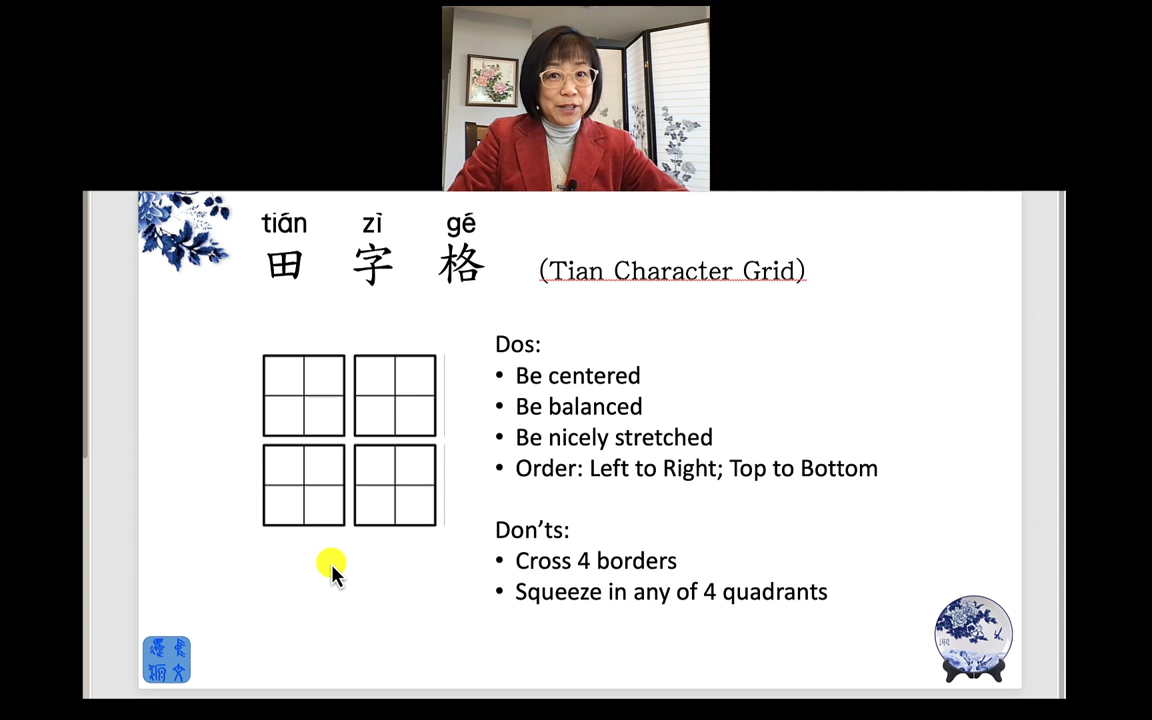 tián zì gé
田 字 格 (Tian Character Grid)
Dos:
• Be centered
• Be balanced
• Be nicely stretched
• Order: Left to Right; Top to Bottom
Don’ts:
• Cross 4 borders
• Squeeze in any of 4 quadrants